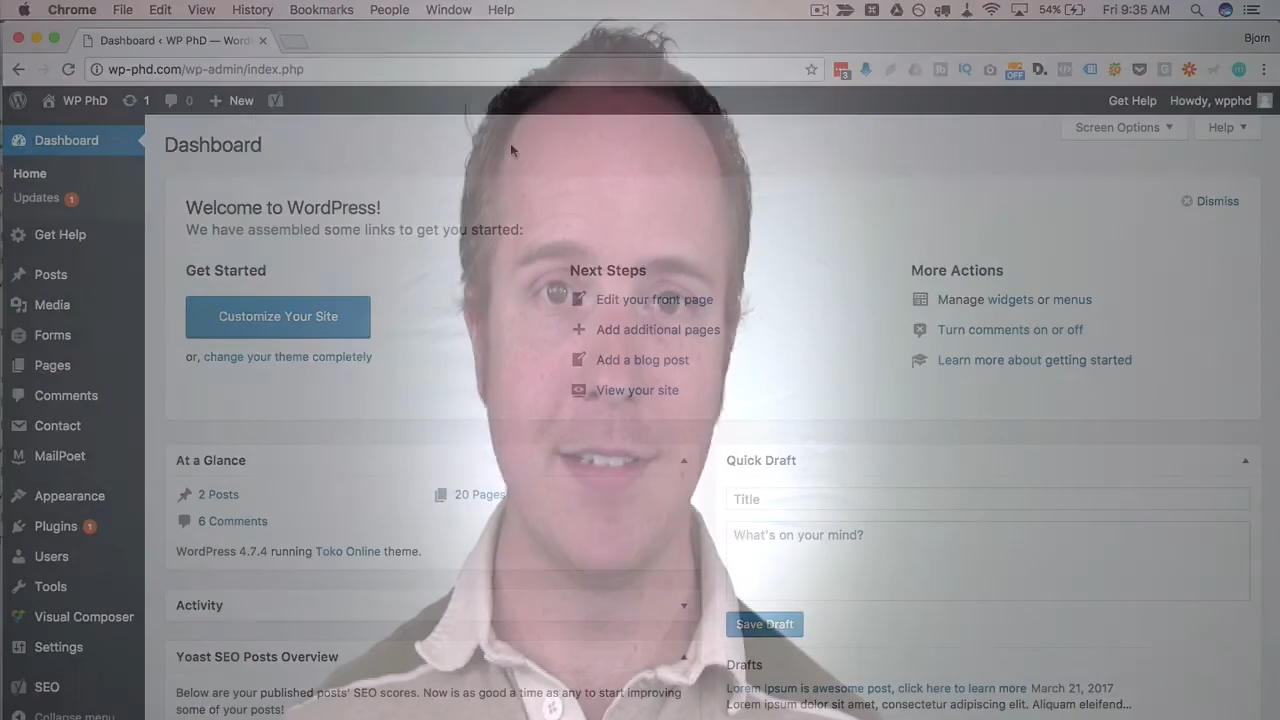 Chrome File Edit View History Bookmarks People Window Help 54% Fri 9:35 AM
Dashboard ‹ WP PhD — Word
Bjorn
wp-phd.com/wp-admin/index.php
3 OFF D.
WP PhD 1 0 + New Get Help Howdy, wpphd
Dashboard
Home
Updates 1
Get Help
Posts
Media
Forms
Pages
Comments
Contact
MailPoet
Appearance
Plugins 1
Users
Tools
Visual Composer
Settings
SEO
Collapse menu
Screen Options Help
Dashboard
Welcome to WordPress!
Dismiss
We have assembled some links to get you started:
Get Started
Customize Your Site
or, change your theme completely
Next Steps
Edit your front page
Add additional pages
Add a blog post
View your site
More Actions
Manage widgets or menus
Turn comments on or off
Learn more about getting started
At a Glance
2 Posts 20 Pages
6 Comments
WordPress 4.7.4 running Toko Online theme.
Activity
Yoast SEO Posts Overview
Below are your published posts' SEO scores. Now is as good a time as any to start improving
some of your posts!
Quick Draft
Title
What's on your mind?
Save Draft
Drafts
Lorem Ipsum is awesome post, click here to learn more March 21, 2017
Lorem ipsum dolor sit amet, consectetur adipiscing elit. Aliquam eleifend...